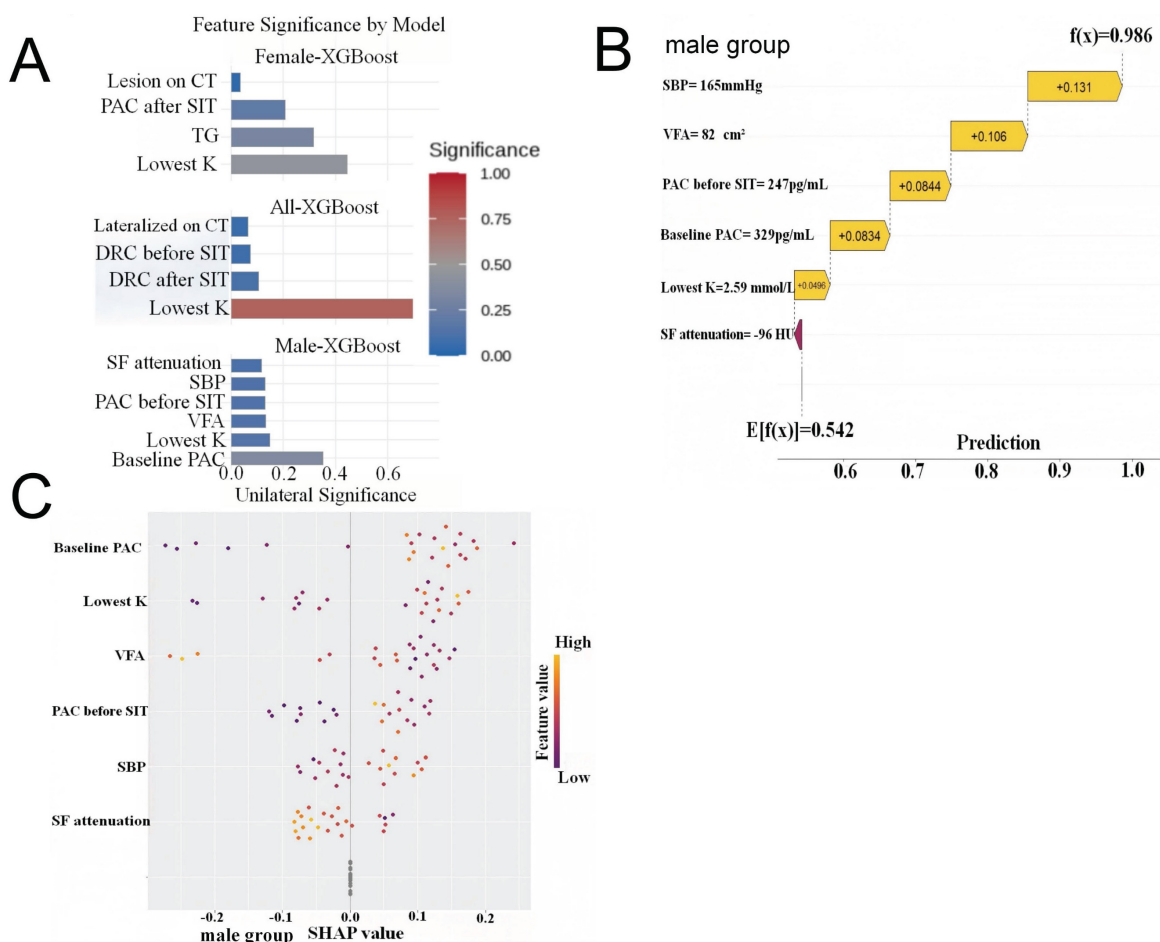 A
Feature Significance by Model
Female-XGBoost
Lesion on CT
PAC after SIT
TG
Lowest K
All-XGBoost
Lateralized on CT
DRC before SIT
DRC after SIT
Lowest K
Male-XGBoost
SF attenuation
SBP
PAC before SIT
VFA
Lowest K
Baseline PAC
0.0 0.2 0.4 0.6
Unilateral Significance
Significance
1.00
0.75
0.50
0.25
0.00
B
male group
f(x)=0.986
SBP= 165mmHg
+0.131
VFA= 82 cm²
+0.106
PAC before SIT= 247pg/mL
+0.0844
Baseline PAC= 329pg/mL
+0.0834
Lowest K=2.59 mmol/L
+0.0496
SF attenuation= -96 HU
E[f(x)]=0.542
Prediction
0.6 0.7 0.8 0.9 1.0
C
Baseline PAC
Lowest K
VFA
PAC before SIT
SBP
SF attenuation
High
Feature value
Low
-0.2 -0.1 0.0 0.1 0.2
male group SHAP value